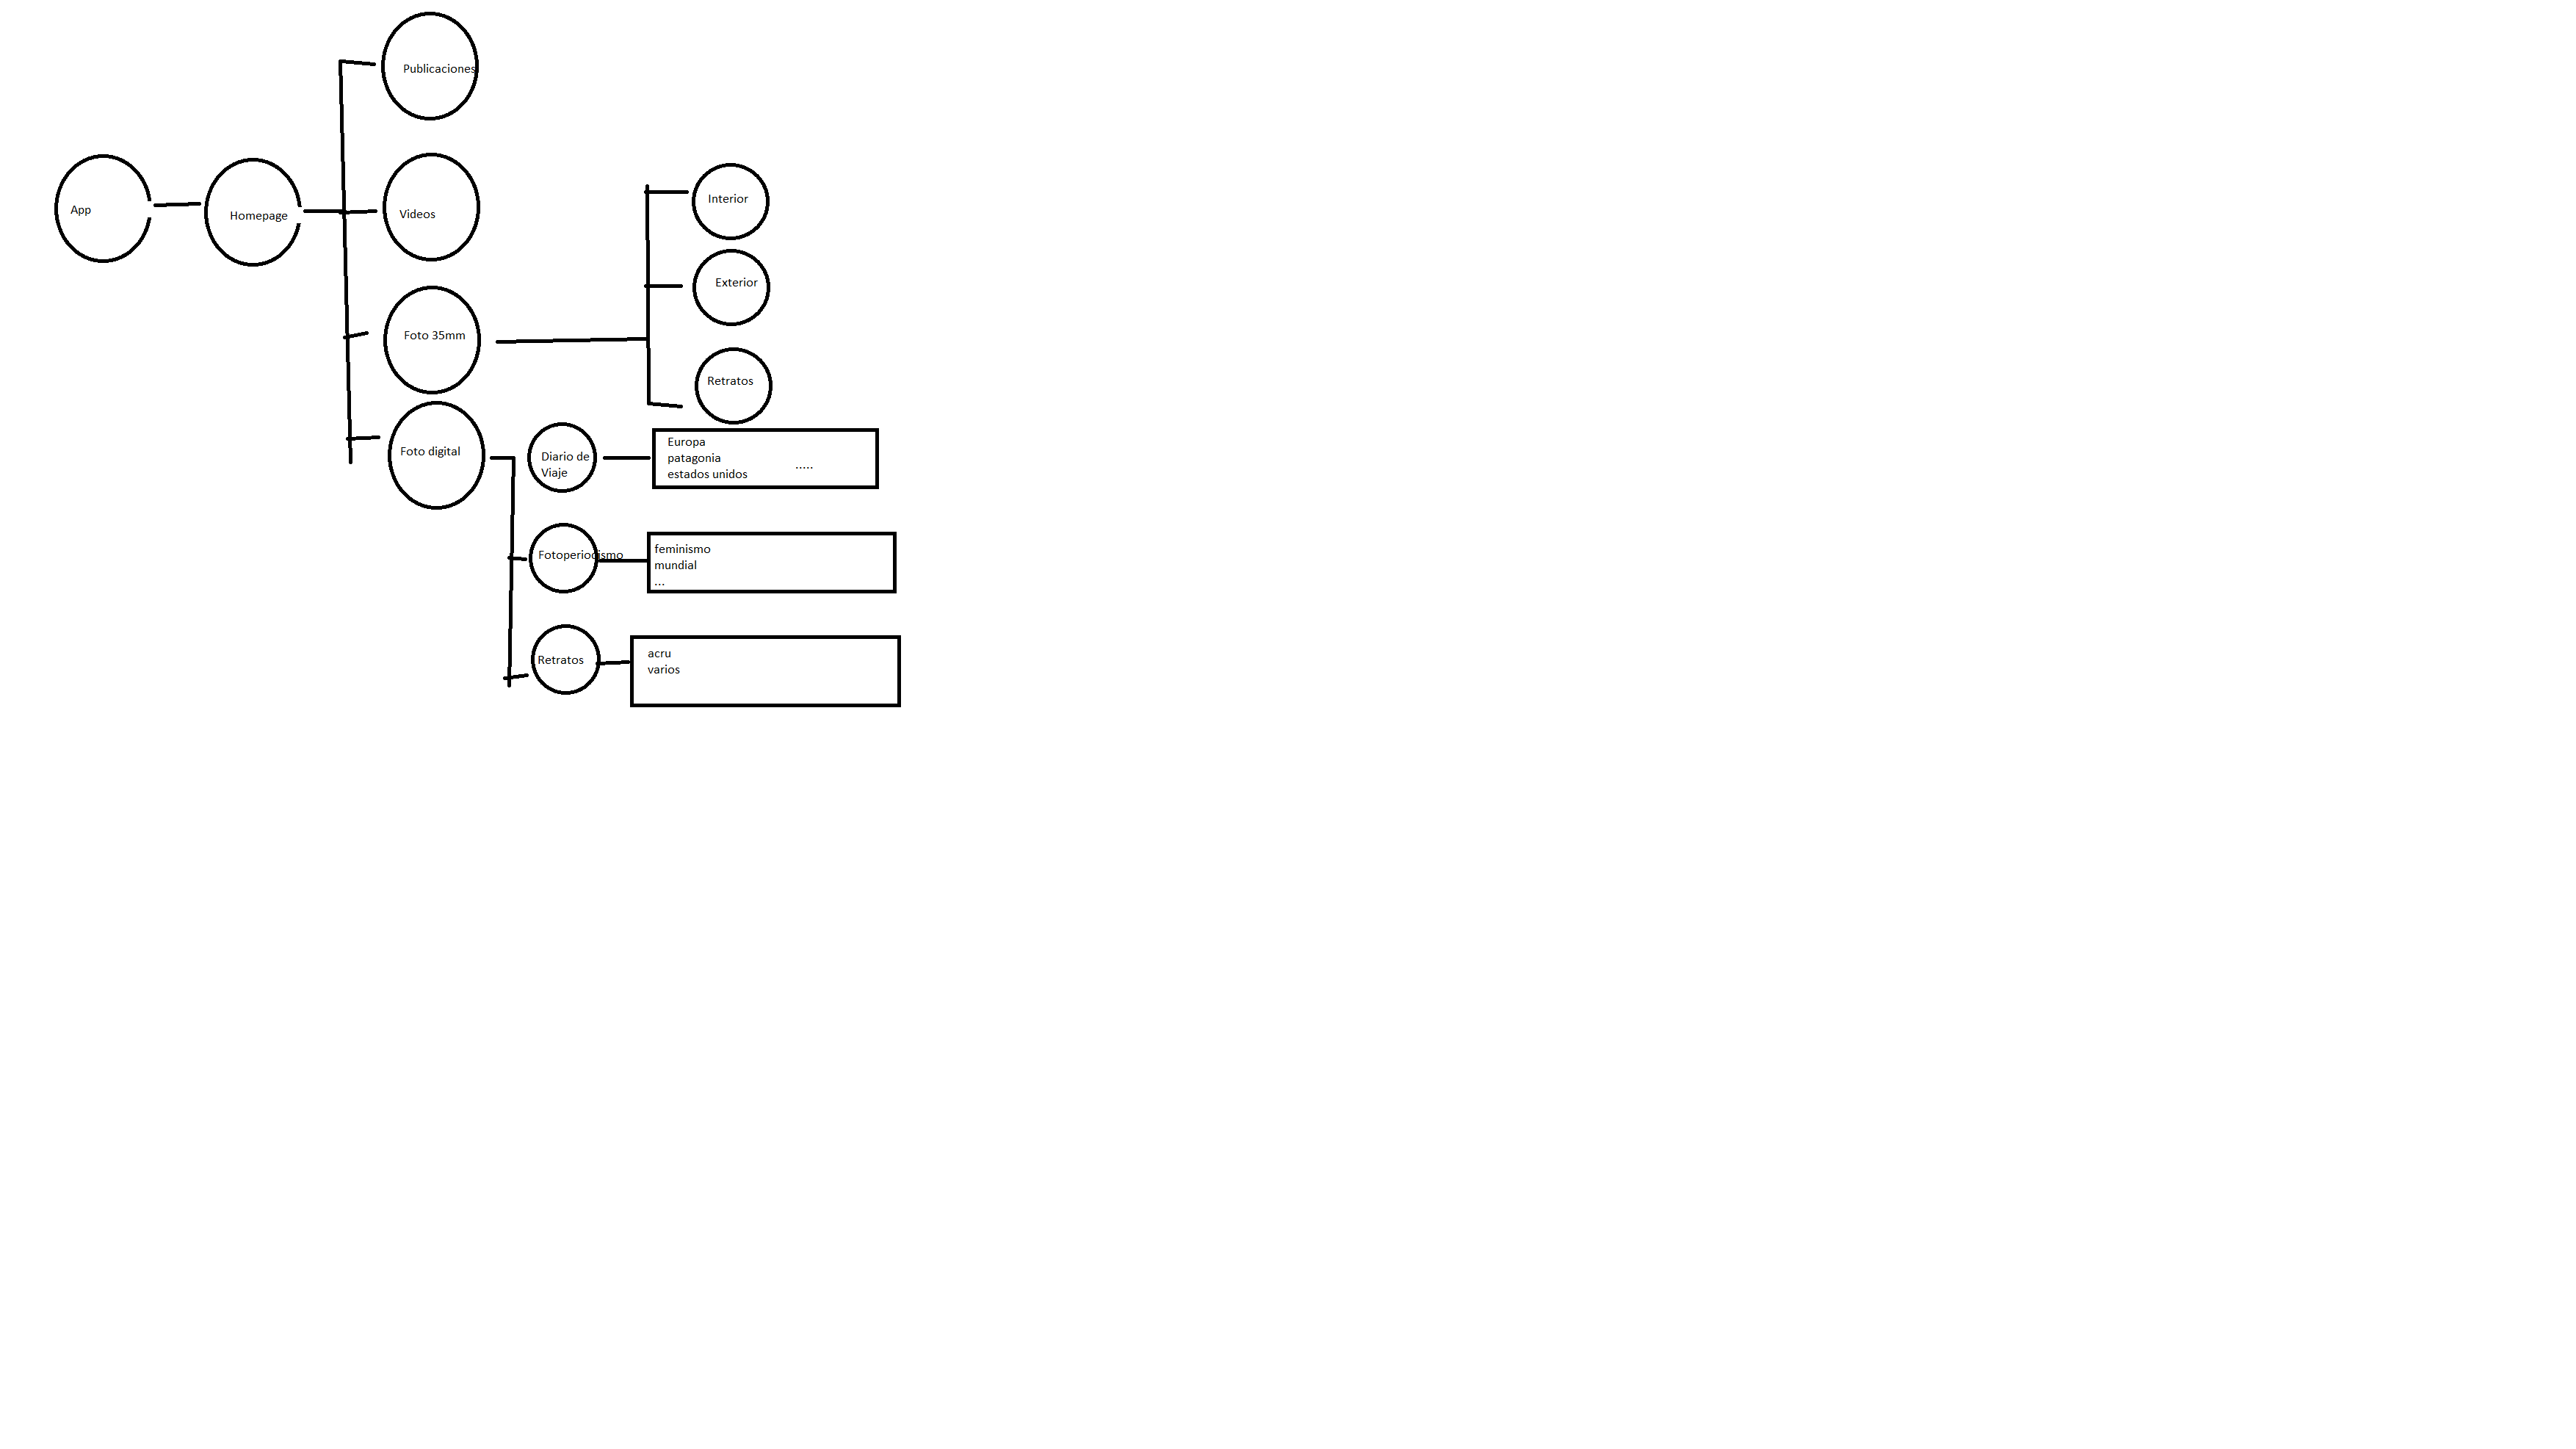 Publicaciones
App
Homepage
Videos
Interior
Exterior
Foto 35mm
Retratos
Foto digital
Diario de
Viaje
Europa
patagonia
estados unidos
.....
Fotoperiodismo
feminismo
mundial
...
Retratos
acru
varios